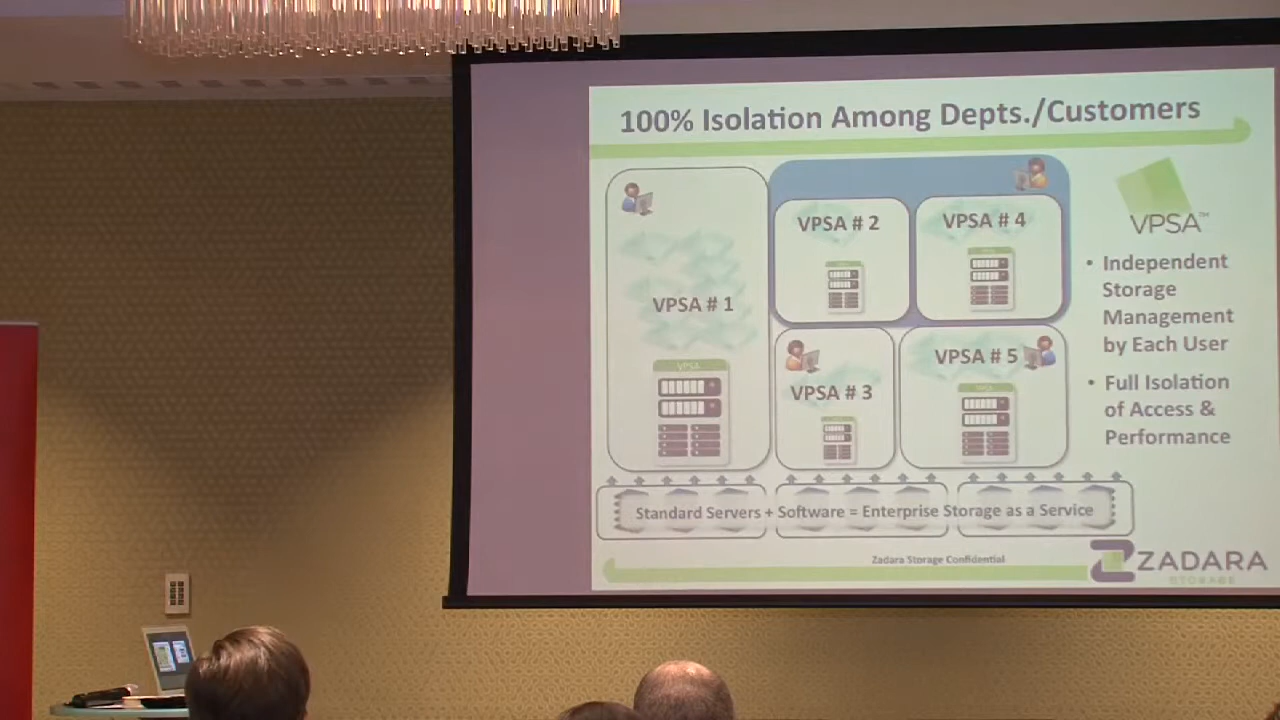 100% Isolation Among Depts./Customers
VPSA # 1
VPSA
VPSA # 2
VPSA # 4
VPSA # 3
VPSA # 5
VPSA™
• Independent
Storage
Management
by Each User
• Full Isolation
of Access &
Performance
Standard Servers + Software = Enterprise Storage as a Service
Zadara Storage Confidential
ZADARA
STORAGE